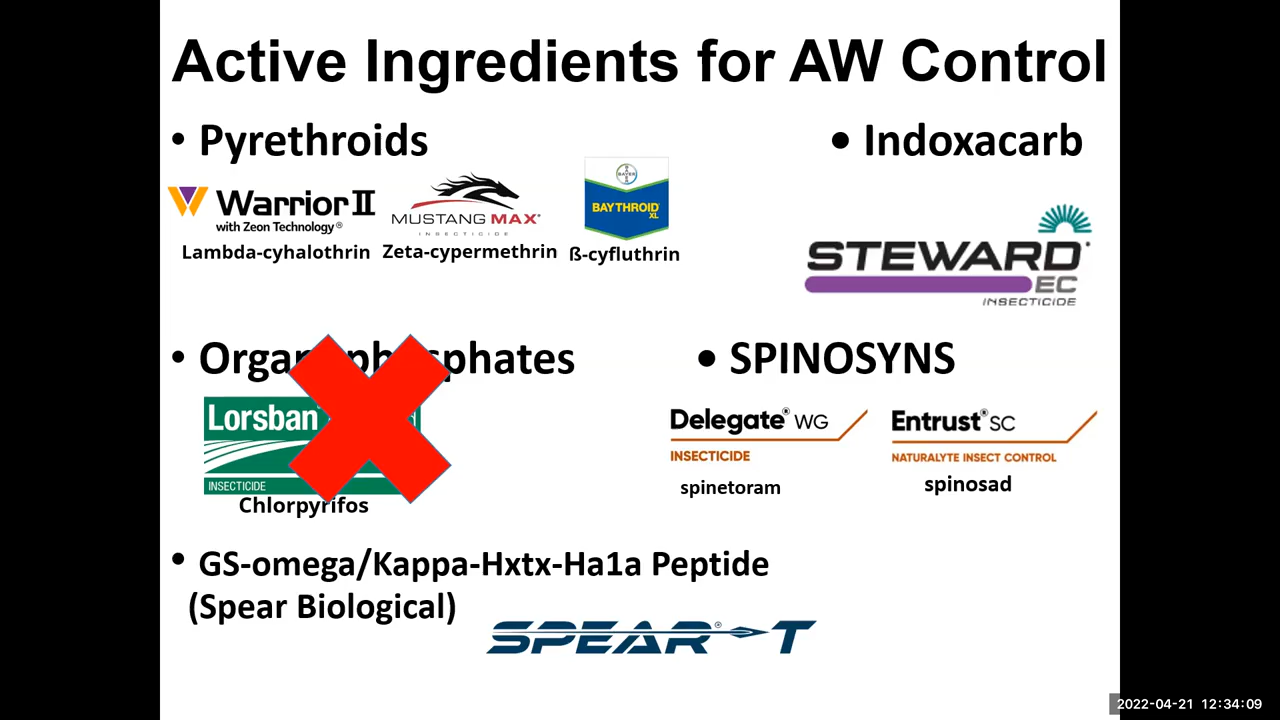 Active Ingredients for AW Control
• Pyrethroids
• Indoxacarb
Warrior II
with Zeon Technology®
Lambda-cyhalothrin
MUSTANG MAX®
INSECTICIDE
Zeta-cypermethrin
BAYER
BAYTHROID
XL
ß-cyfluthrin
STEWARD®
EC
INSECTICIDE
• Organophosphates
Lorsban
INSECTICIDE
Chlorpyrifos
• SPINOSYNS
Delegate® WG
INSECTICIDE
spinetoram
Entrust® SC
NATURALYTE INSECT CONTROL
spinosad
• GS-omega/Kappa-Hxtx-Ha1a Peptide
(Spear Biological)
SPEAR® T
2022-04-21 12:34:09